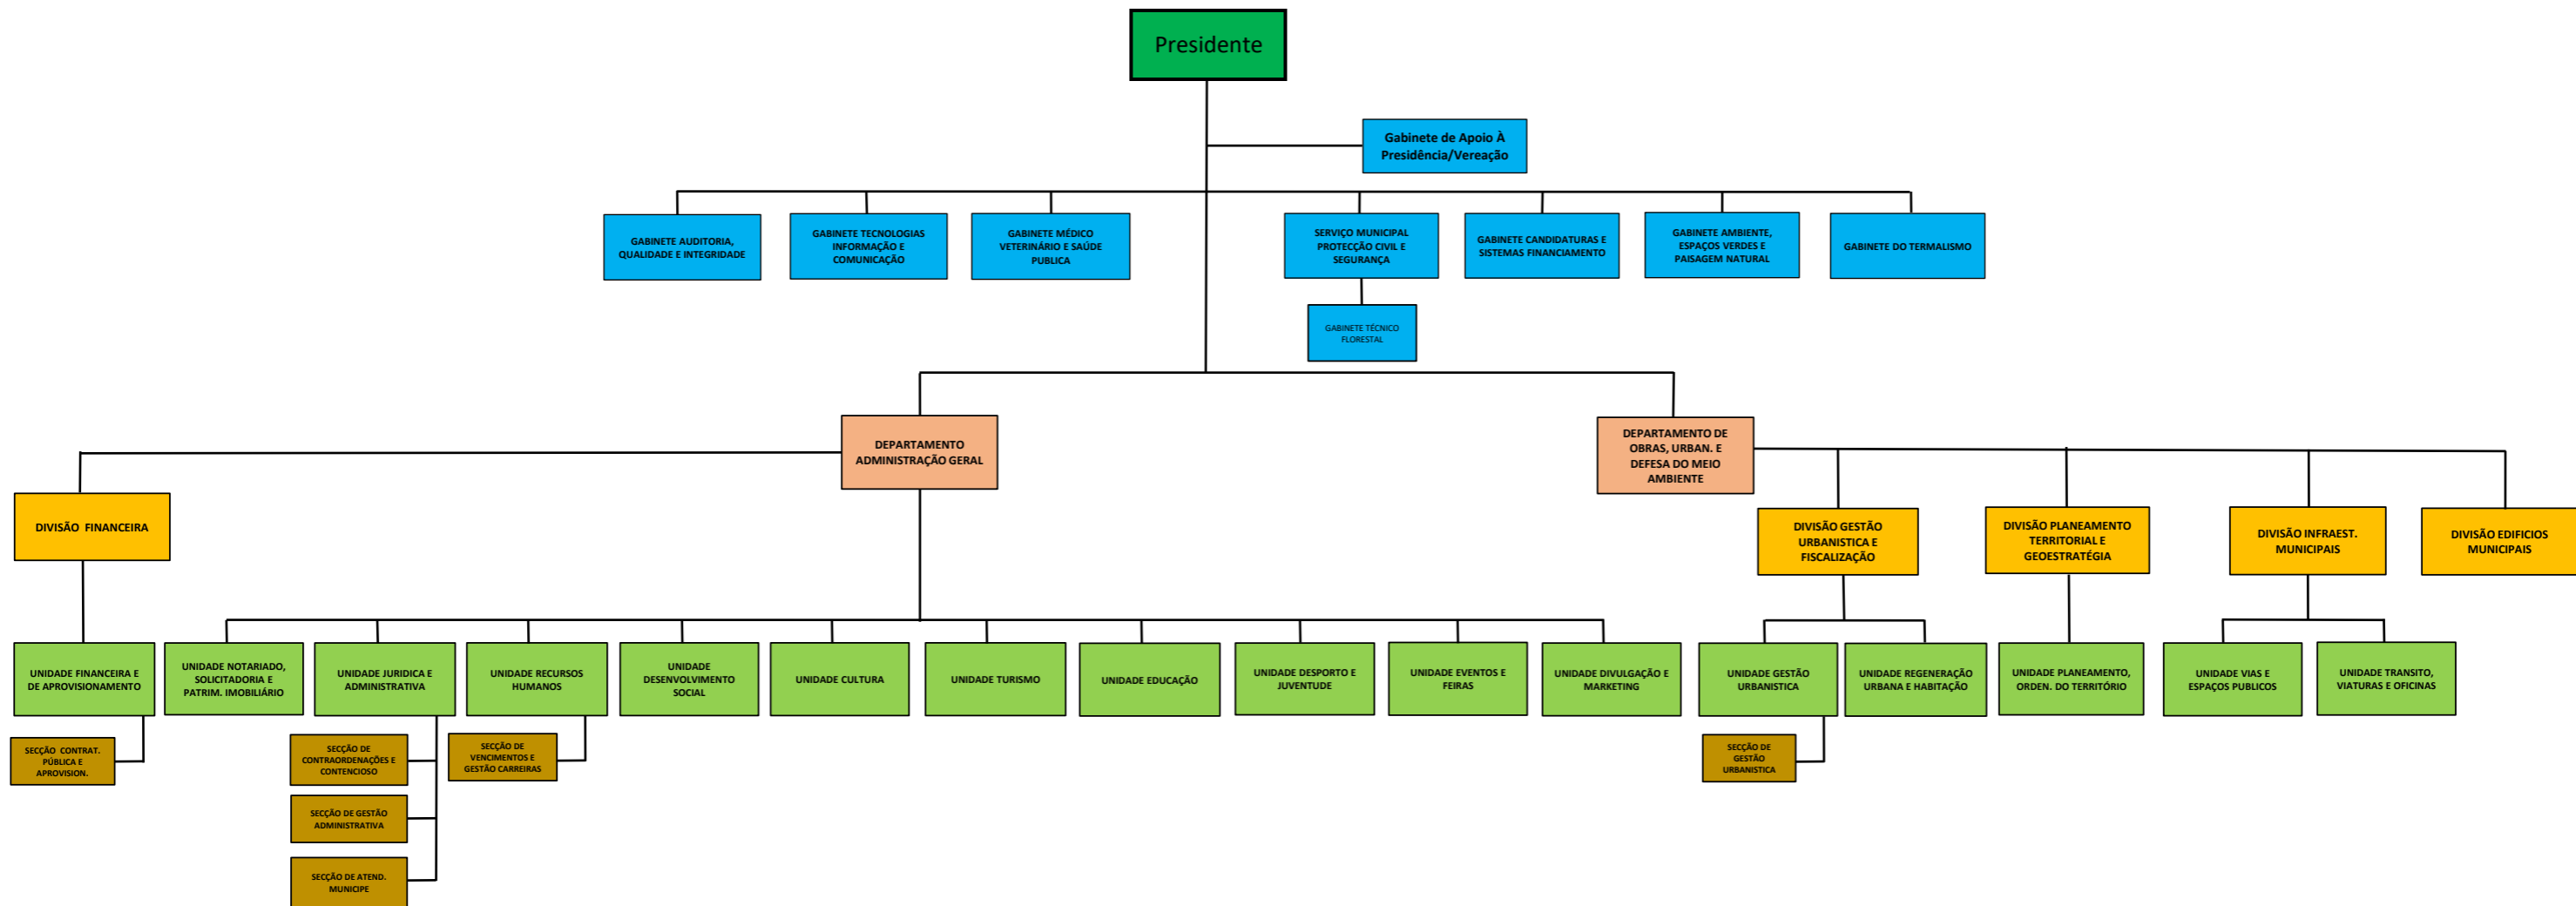 Presidente
Gabinete de Apoio À
Presidência/Vereação
GABINETE AUDITORIA,
QUALIDADE E INTEGRIDADE
GABINETE TECNOLOGIAS
INFORMAÇÃO E
COMUNICAÇÃO
GABINETE MÉDICO
VETERINÁRIO E SAÚDE
PUBLICA
SERVIÇO MUNICIPAL
PROTECÇÃO CIVIL E
SEGURANÇA
GABINETE CANDIDATURAS E
SISTEMAS FINANCIAMENTO
GABINETE AMBIENTE,
ESPAÇOS VERDES E
PAISAGEM NATURAL
GABINETE DO TERMALISMO
GABINETE TÉCNICO
FLORESTAL
DEPARTAMENTO
ADMINISTRAÇÃO GERAL
DEPARTAMENTO DE
OBRAS, URBAN. E
DEFESA DO MEIO
AMBIENTE
DIVISÃO FINANCEIRA
DIVISÃO GESTÃO
URBANISTICA E
FISCALIZAÇÃO
DIVISÃO PLANEAMENTO
TERRITORIAL E
GEOESTRATÉGIA
DIVISÃO INFRAEST.
MUNICIPAIS
DIVISÃO EDIFICIOS
MUNICIPAIS
UNIDADE FINANCEIRA E
DE APROVISIONAMENTO
UNIDADE NOTARIADO,
SOLICITADORIA E
PATRIM. IMOBILIÁRIO
UNIDADE JURIDICA E
ADMINISTRATIVA
UNIDADE RECURSOS
HUMANOS
UNIDADE
DESENVOLVIMENTO
SOCIAL
UNIDADE CULTURA
UNIDADE TURISMO
UNIDADE EDUCAÇÃO
UNIDADE DESPORTO E
JUVENTUDE
UNIDADE EVENTOS E
FEIRAS
UNIDADE DIVULGAÇÃO E
MARKETING
UNIDADE GESTÃO
URBANISTICA
UNIDADE REGENERAÇÃO
URBANA E HABITAÇÃO
UNIDADE PLANEAMENTO,
ORDEN. DO TERRITÓRIO
UNIDADE VIAS E
ESPAÇOS PUBLICOS
UNIDADE TRANSITO,
VIATURAS E OFICINAS
SECÇÃO CONTRAT.
PÚBLICA E
APROVISION.
SECÇÃO DE
CONTRAORDENAÇÕES E
CONTENCIOSO
SECÇÃO DE
VENCIMENTOS E
GESTÃO CARREIRAS
SECÇÃO DE
GESTÃO
URBANISTICA
SECÇÃO DE GESTÃO
ADMINISTRATIVA
SECÇÃO DE ATEND.
MUNICIPE